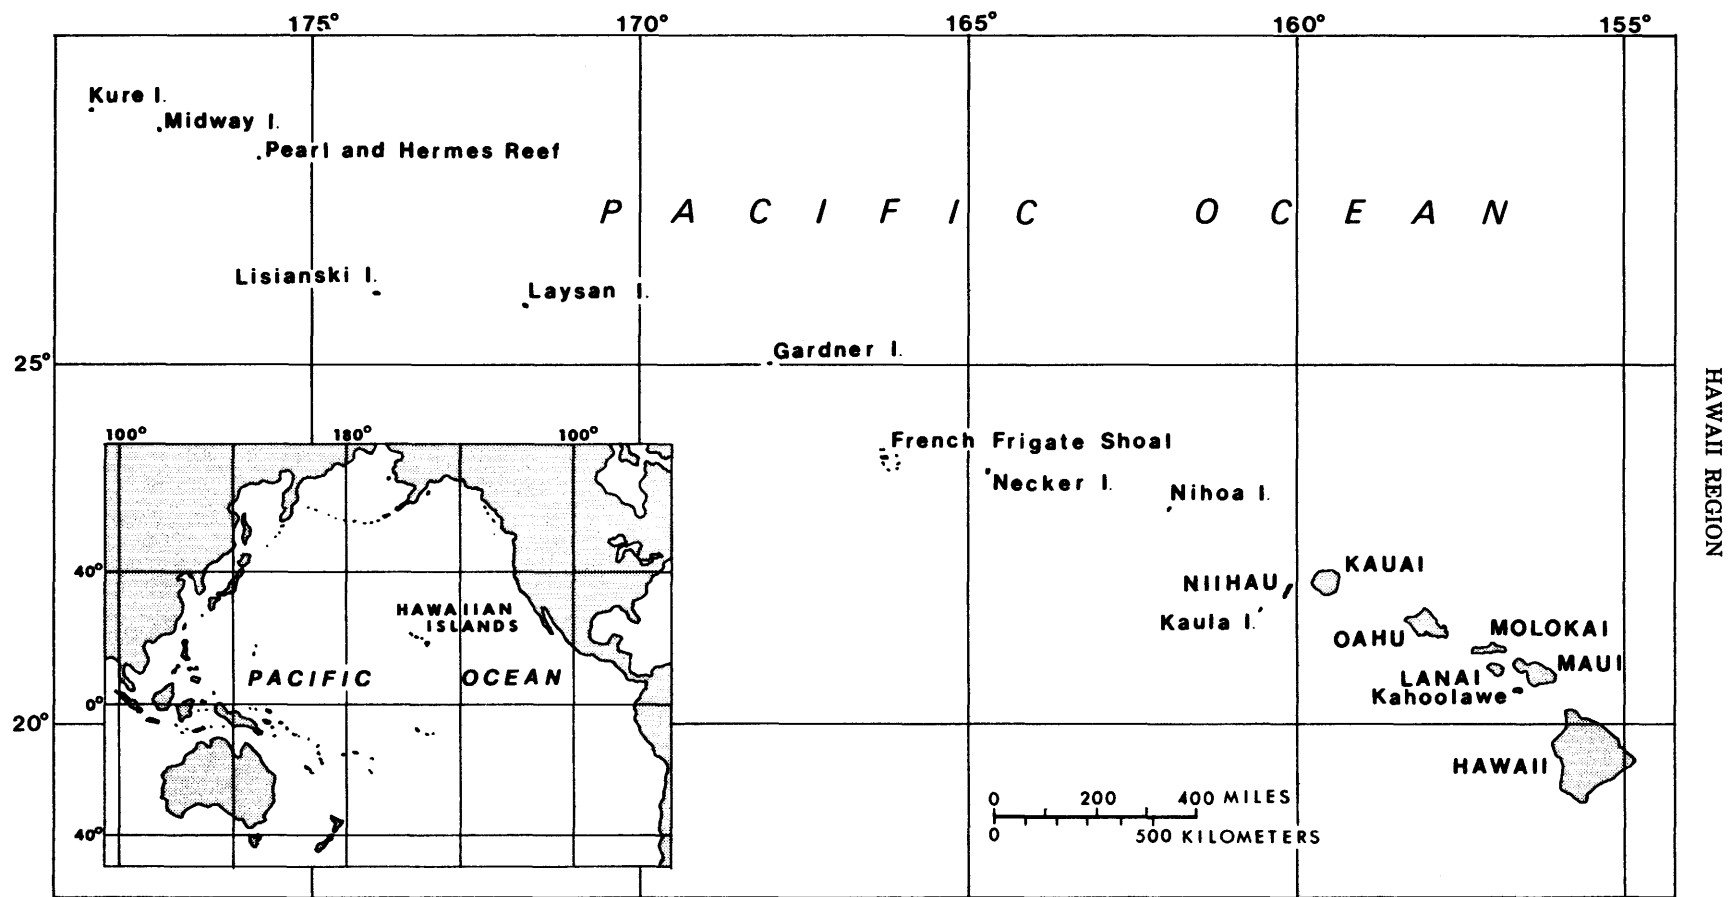 175° 170° 165° 160° 155°
Kure I.
Midway I.
Pearl and Hermes Reef
PACIFIC OCEAN
Lisianski I.
Laysan I.
Gardner I.
25°
HAWAII REGION
French Frigate Shoal
Necker I.
Nihoa I.
KAUAI
NIIHAU
Kaula I.
OAHU
MOLOKAI
MAUI
LANAI
Kahoolawe
20°
HAWAII
0 200 400 MILES
0 500 KILOMETERS
100° 180° 100°
40°
HAWAIIAN
ISLANDS
PACIFIC OCEAN
0°
40°